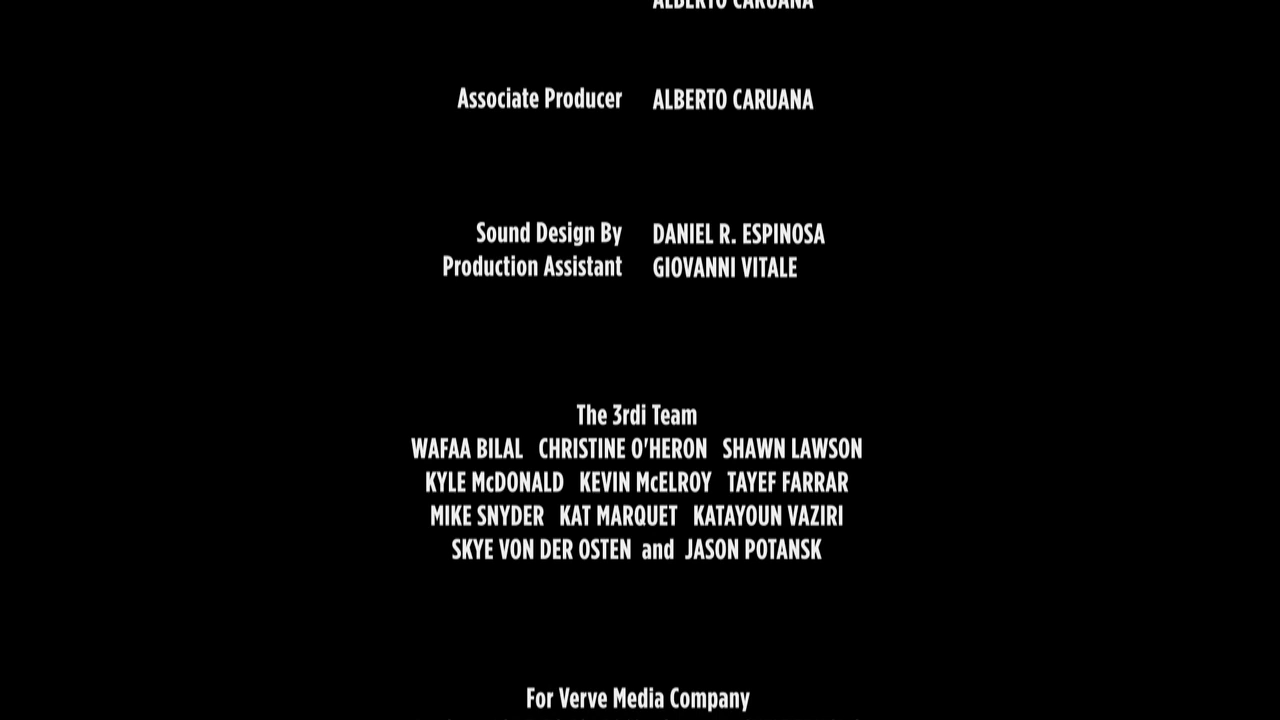 ALBERTO CARUANA
Associate Producer ALBERTO CARUANA
Sound Design By DANIEL R. ESPINOSA
Production Assistant GIOVANNI VITALE
The 3rdi Team
WAFAA BILAL CHRISTINE O'HERON SHAWN LAWSON
KYLE McDONALD KEVIN McELROY TAYEF FARRAR
MIKE SNYDER KAT MARQUET KATAYOUN VAZIRI
SKYE VON DER OSTEN and JASON POTANSK
For Verve Media Company